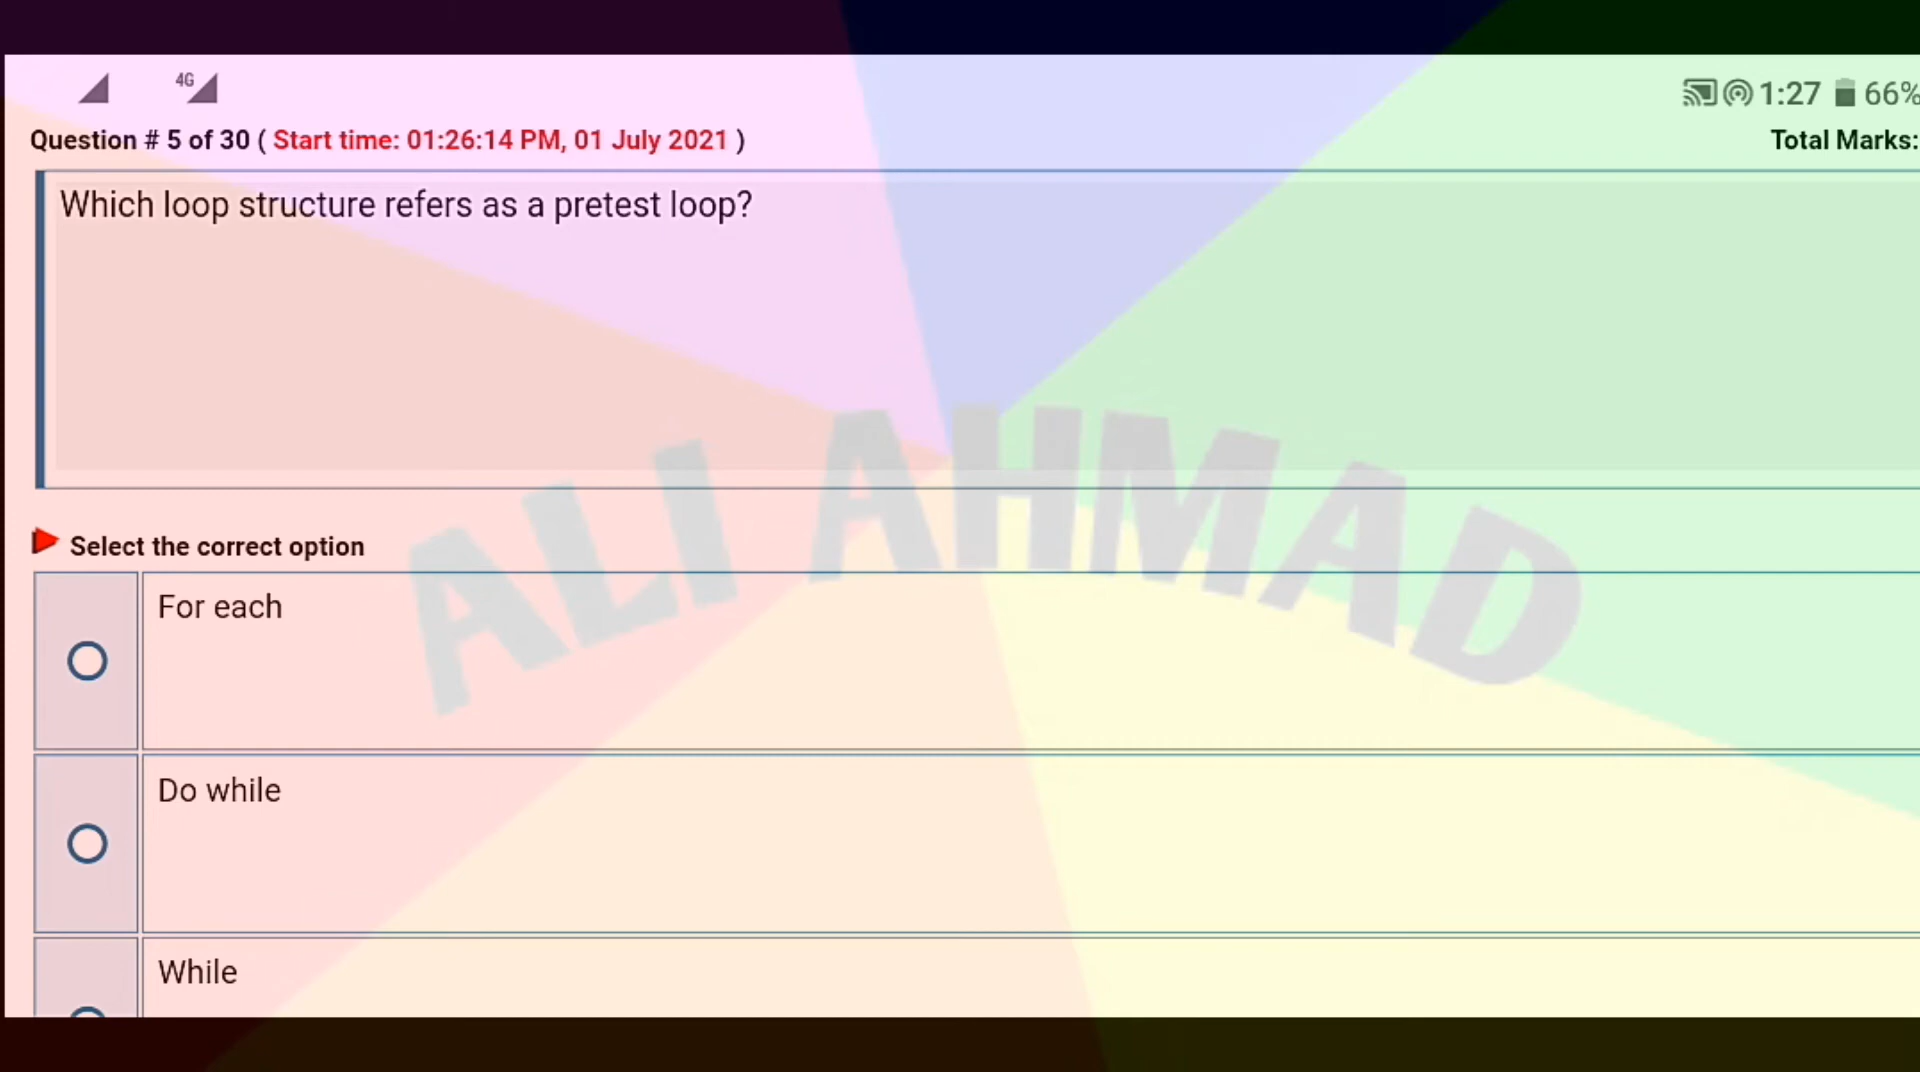 4G 1:27 66%
Question # 5 of 30 ( Start time: 01:26:14 PM, 01 July 2021 ) Total Marks:
Which loop structure refers as a pretest loop?
ALI AHMAD
Select the correct option
For each
Do while
While